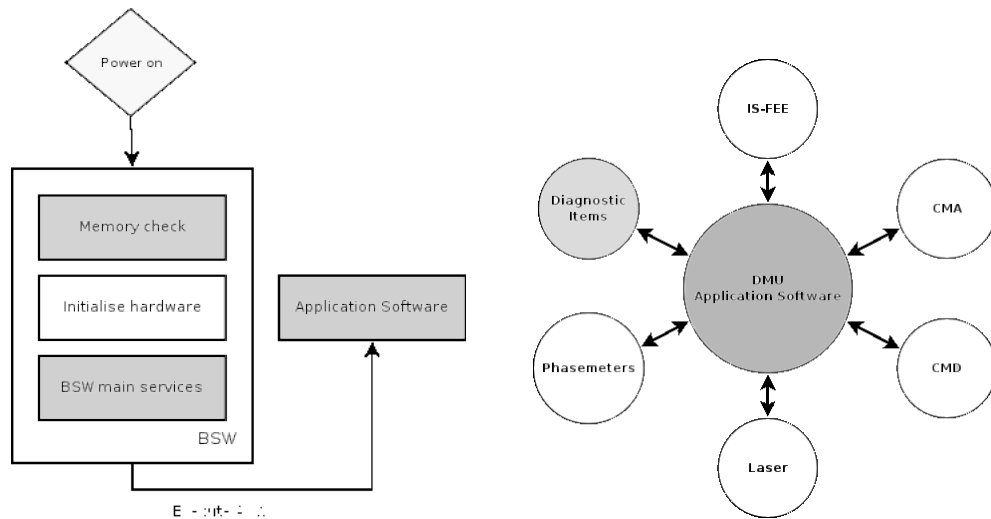 Power on
Memory check
Initialise hardware
BSW main services
BSW
Application Software
IS-FEE
Diagnostic
Items
CMA
DMU
Application Software
Phasemeters
CMD
Laser